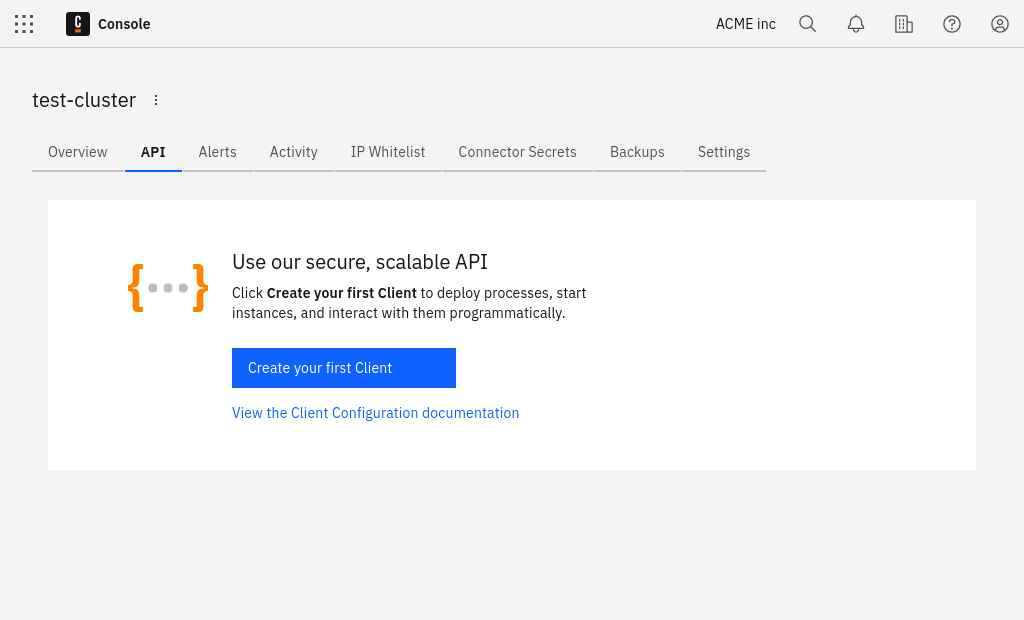 Console
ACME inc
test-cluster
Overview API Alerts Activity IP Whitelist Connector Secrets Backups Settings
Use our secure, scalable API
Click Create your first Client to deploy processes, start
instances, and interact with them programmatically.
Create your first Client
View the Client Configuration documentation